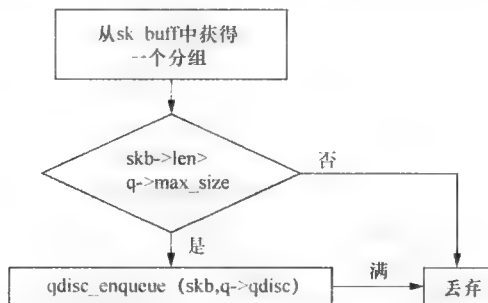 从sk buff中获得
一个分组
skb->len>
q->max_size
否
是
qdisc_enqueue (skb,q->qdisc)
满
丢弃